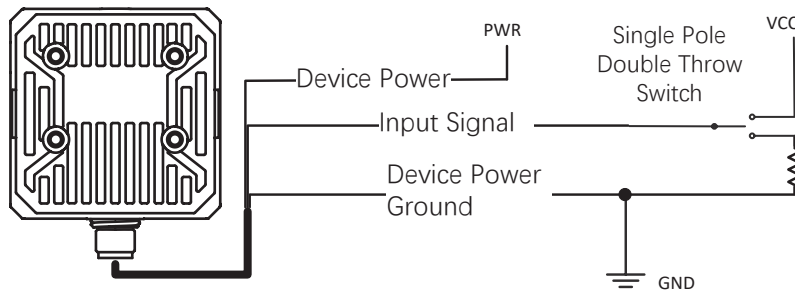 PWR
Single Pole
Double Throw
Switch
VCC
Device Power
Input Signal
Device Power
Ground
GND